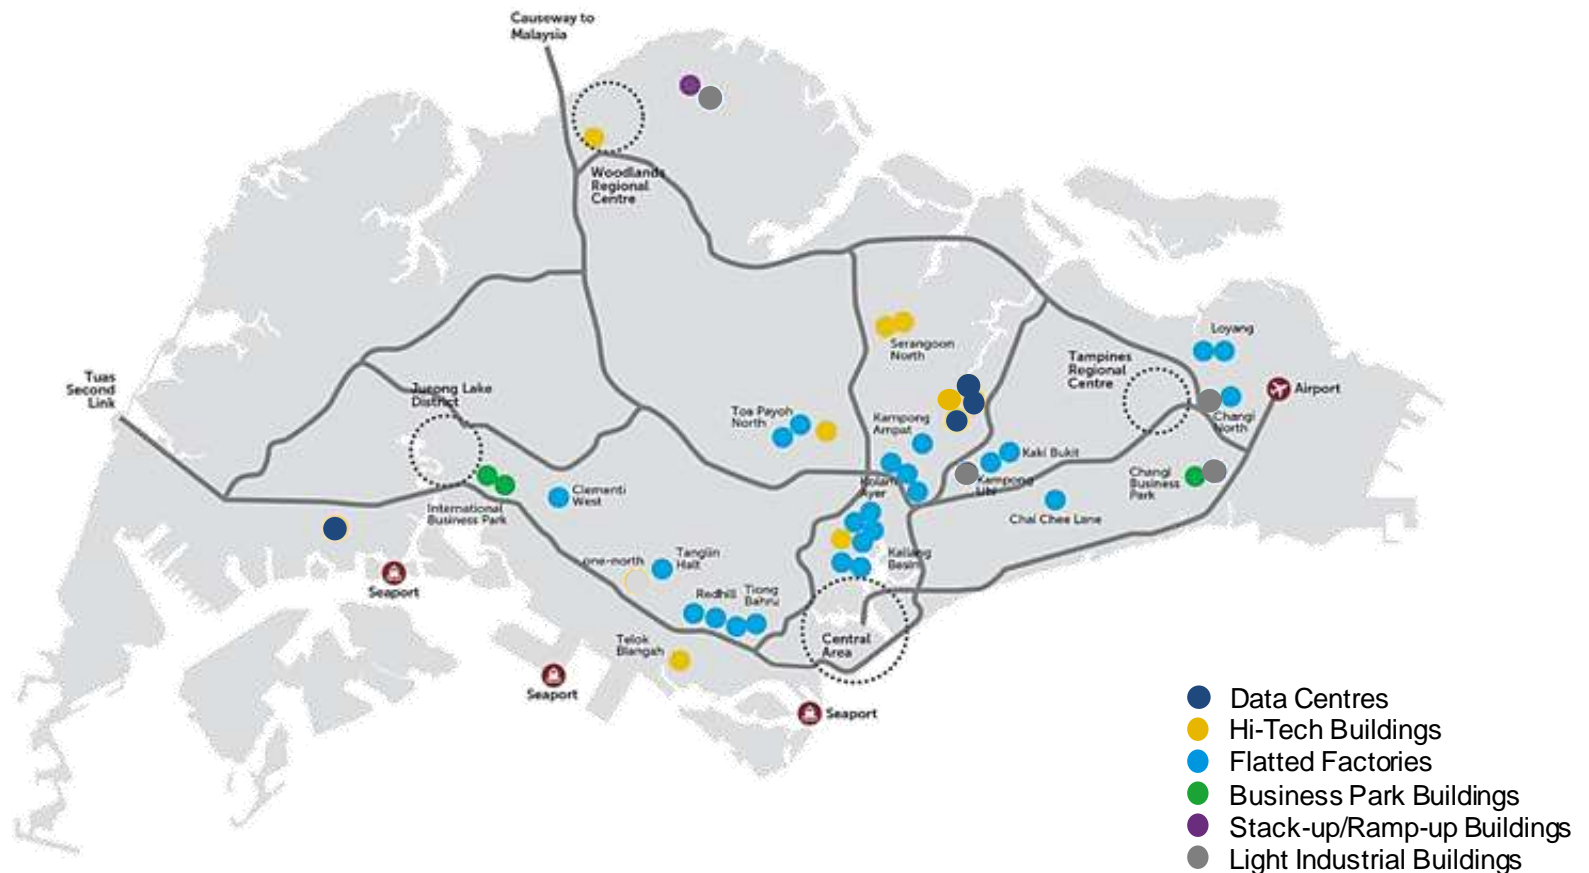 Causeway to
Malaysia
Woodlands
Regional
Centre
Serangoon
North
Loyang
Tampines
Regional
Centre
Airport
Changi
North
Tuas
Second
Link
Jurong Lake
District
Toa Payoh
North
Kampong
Ampat
Kaki Bukit
Kampong
Ubi
Kolam
Ayer
Changi
Business
Park
Chai Chee Lane
Clementi
West
International
Business Park
Kallang
Basin
one-north
Tanglin
Halt
Redhill
Tiong
Bahru
Seaport
Telok
Blangah
Central
Area
Seaport
Seaport
Data Centres
Hi-Tech Buildings
Flatted Factories
Business Park Buildings
Stack-up/Ramp-up Buildings
Light Industrial Buildings